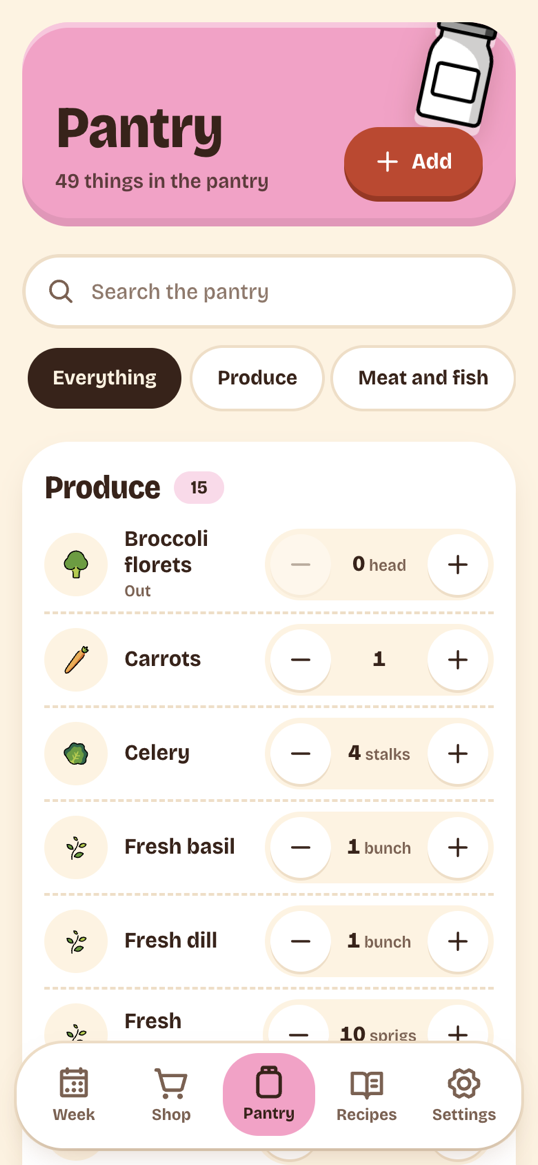 Pantry
49 things in the pantry
Add
Search the pantry
Everything
Produce
Meat and fish
Produce 15
Broccoli
florets
Out
0 head
Carrots
1
Celery
4 stalks
Fresh basil
1 bunch
Fresh dill
1 bunch
Fresh
10 sprigs
Week
Shop
Pantry
Recipes
Settings